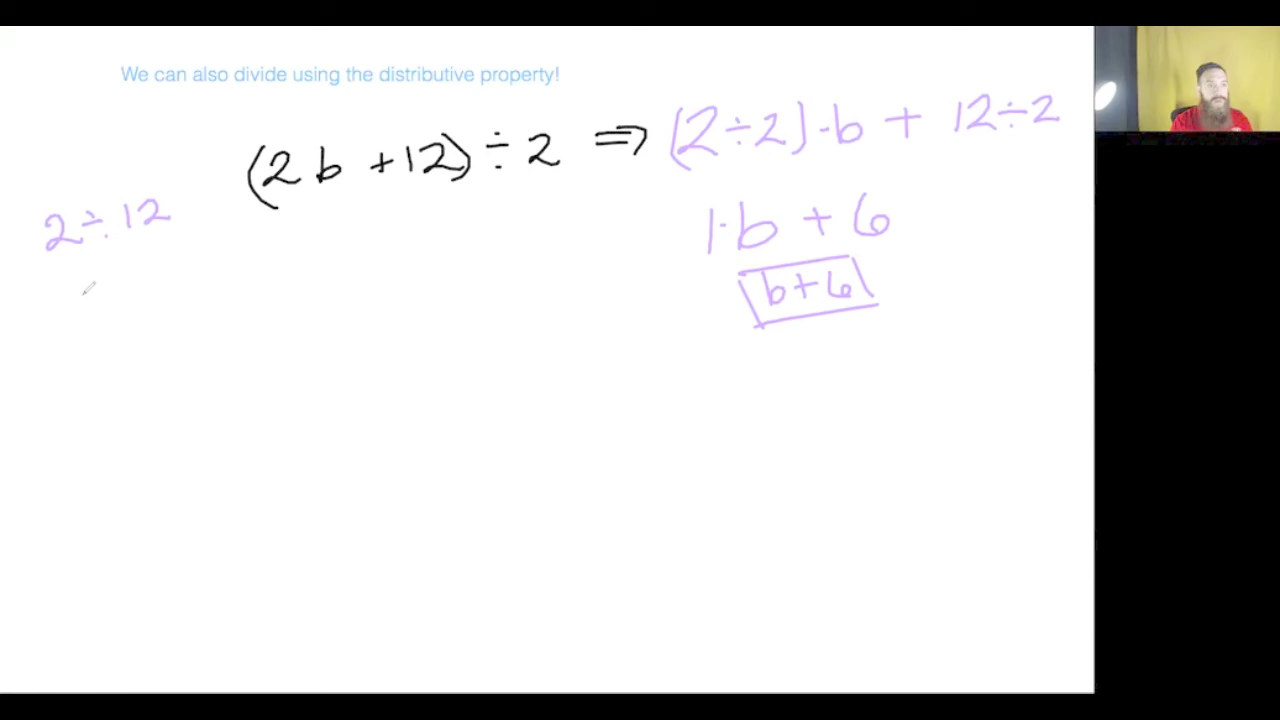 We can also divide using the distributive property!
(2b +12) ÷ 2 ⇒ (2÷2)·b + 12÷2
2÷12
1·b + 6
b+6